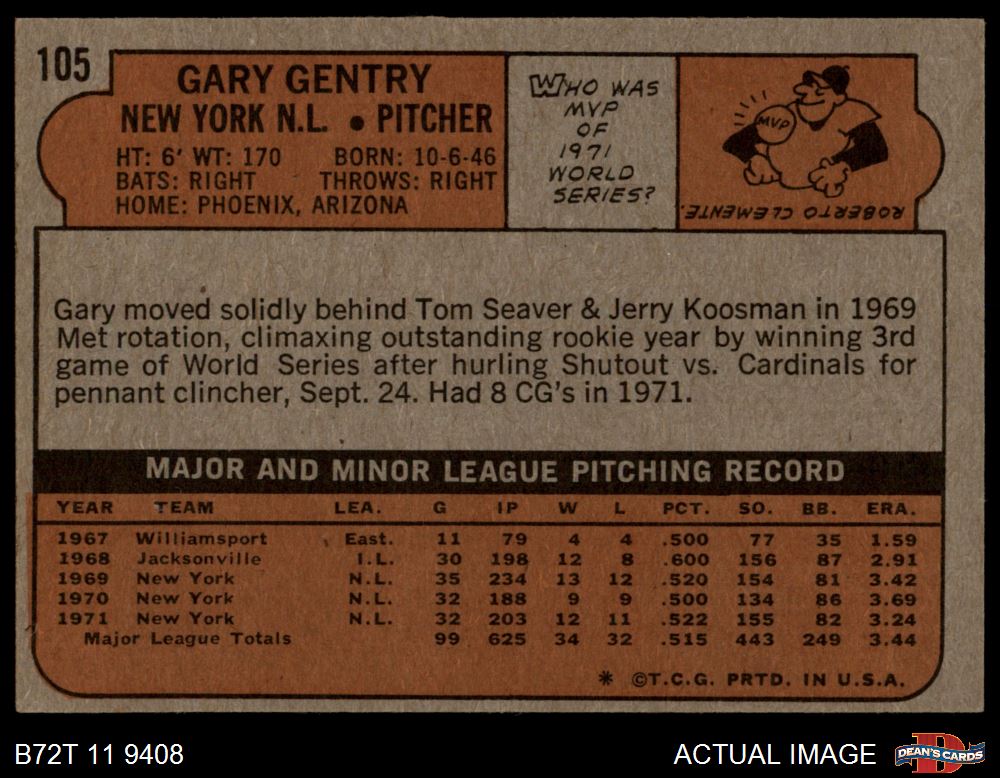 105
GARY GENTRY
NEW YORK N.L. • PITCHER
HT: 6' WT: 170 BORN: 10-6-46
BATS: RIGHT THROWS: RIGHT
HOME: PHOENIX, ARIZONA
WHO WAS
MVP
OF
1971
WORLD
SERIES?
MVP
ROBERTO CLEMENTE.
Gary moved solidly behind Tom Seaver & Jerry Koosman in 1969
Met rotation, climaxing outstanding rookie year by winning 3rd
game of World Series after hurling Shutout vs. Cardinals for
pennant clincher, Sept. 24. Had 8 CG's in 1971.
MAJOR AND MINOR LEAGUE PITCHING RECORD
YEAR TEAM LEA. G IP W L PCT. SO. BB. ERA.
1967 Williamsport East. 11 79 4 4 .500 77 35 1.59
1968 Jacksonville I.L. 30 198 12 8 .600 156 87 2.91
1969 New York N.L. 35 234 13 12 .520 154 81 3.42
1970 New York N.L. 32 188 9 9 .500 134 86 3.69
1971 New York N.L. 32 203 12 11 .522 155 82 3.24
Major League Totals 99 625 34 32 .515 443 249 3.44
* ©T.C.G. PRTD. IN U.S.A.
B72T 11 9408
ACTUAL IMAGE
D
DEAN'S CARDS